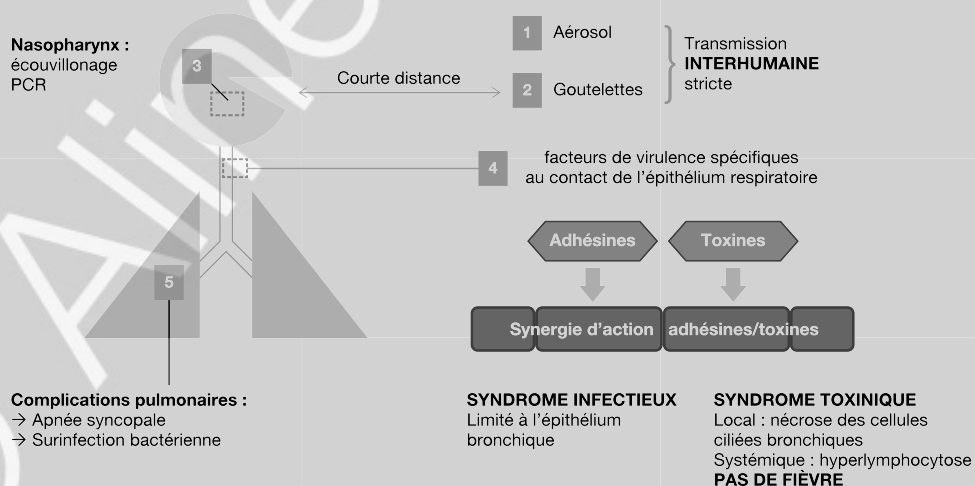 Nasopharynx :
écouvillonage
PCR
3
Courte distance
1 Aérosol
2 Goutelettes
Transmission
INTERHUMAINE
stricte
4
facteurs de virulence spécifiques
au contact de l'épithélium respiratoire
Adhésines
Toxines
Synergie d'action adhésines/toxines
5
Complications pulmonaires :
→ Apnée syncopale
→ Surinfection bactérienne
SYNDROME INFECTIEUX
Limité à l'épithélium
bronchique
SYNDROME TOXINIQUE
Local : nécrose des cellules
ciliées bronchiques
Systémique : hyperlymphocytose
PAS DE FIÈVRE
Aline